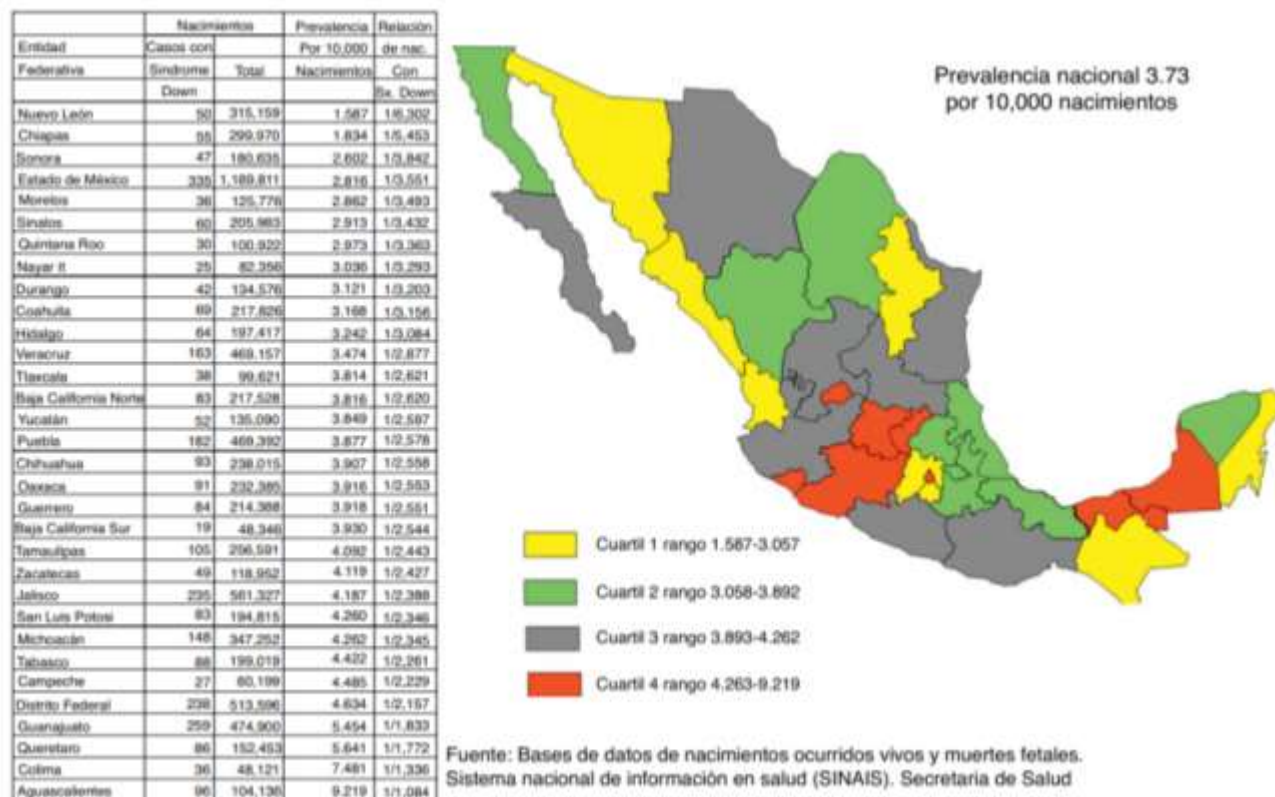 Nacimientos Prevalencia Relación
Entidad Casos con Por 10,000 de nac.
Federativa Sindrome Total Nacimientos Con
Down Sx. Down
Nuevo León 50 315,159 1.587 1/6,302
Chiapas 55 299,970 1.834 1/5,453
Sonora 47 180,635 2.602 1/3,842
Estado de México 335 1,189,811 2.816 1/3,551
Morelos 36 125,776 2.862 1/3,493
Sinalos 60 205,983 2.913 1/3,432
Quintana Roo 30 100,922 2.973 1/3,363
Nayar it 25 82,356 3.036 1/3,293
Durango 42 134,576 3.121 1/3,203
Coahuila 69 217,826 3.168 1/3,156
Hidalgo 64 197,417 3.242 1/3,084
Veracruz 163 469,157 3.474 1/2,877
Tlaxcala 38 99,621 3.814 1/2,621
Baja California Norte 83 217,528 3.816 1/2,620
Yucatán 52 135,090 3.849 1/2,597
Puebla 182 469,392 3.877 1/2,578
Chihuahua 93 238,015 3.907 1/2,558
Oaxaca 91 232,385 3.916 1/2,553
Guerrero 84 214,388 3.918 1/2,551
Baja California Sur 19 48,346 3.930 1/2,544
Tamaulipas 105 256,591 4.092 1/2,443
Zacatecas 49 118,952 4.119 1/2,427
Jalisco 235 561,327 4.187 1/2,388
San Luis Potosi 83 194,815 4.260 1/2,346
Michoacán 148 347,252 4.262 1/2,345
Tabasco 88 199,019 4.422 1/2,261
Campeche 27 60,199 4.485 1/2,229
Distrito Federal 238 513,596 4.634 1/2,157
Guanajuato 259 474,900 5.454 1/1,833
Queretaro 86 152,453 5.641 1/1,772
Colima 36 48,121 7.481 1/1,336
Aguascalientes 96 104,136 9.219 1/1,084
Prevalencia nacional 3.73
por 10,000 nacimientos
Cuartil 1 rango 1.587-3.057
Cuartil 2 rango 3.058-3.892
Cuartil 3 rango 3.893-4.262
Cuartil 4 rango 4.263-9.219
Fuente: Bases de datos de nacimientos ocurridos vivos y muertes fetales.
Sistema nacional de información en salud (SINAIS). Secretaria de Salud